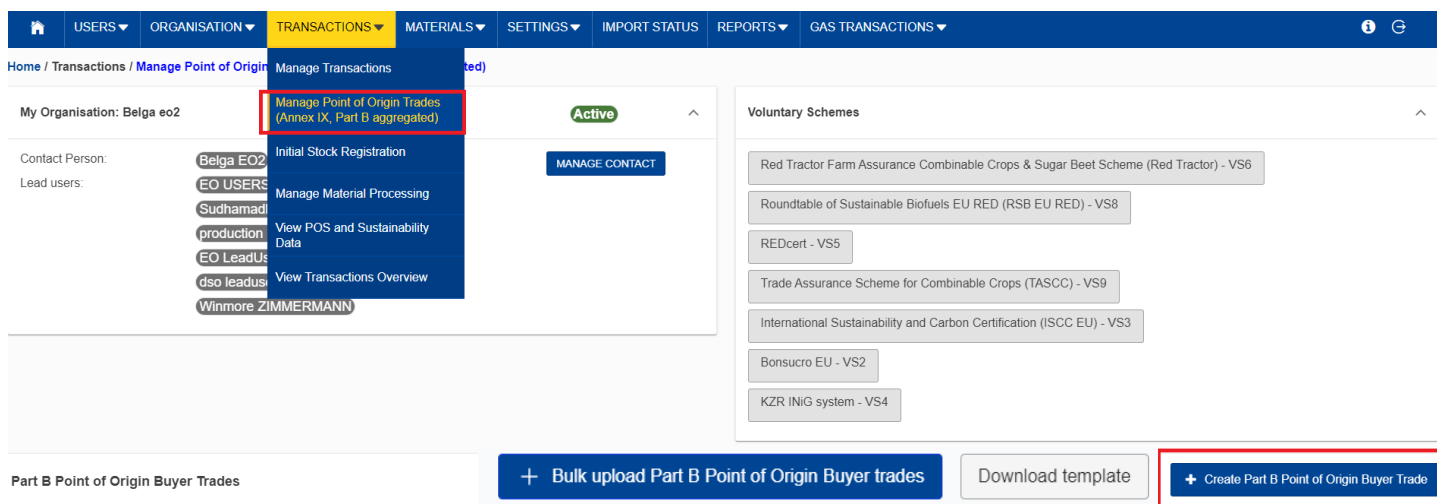 USERS ORGANISATION TRANSACTIONS MATERIALS SETTINGS IMPORT STATUS REPORTS GAS TRANSACTIONS
Home / Transactions / Manage Point of Origin ted)
Manage Transactions
Manage Point of Origin Trades
(Annex IX, Part B aggregated)
Initial Stock Registration
Manage Material Processing
View POS and Sustainability
Data
View Transactions Overview
My Organisation: Belga eo2 Active
Contact Person: Belga EO2 MANAGE CONTACT
Lead users: EO USERS
Sudhamad
production
EO LeadUs
dso leaduse
Winmore ZIMMERMANN
Voluntary Schemes
Red Tractor Farm Assurance Combinable Crops & Sugar Beet Scheme (Red Tractor) - VS6
Roundtable of Sustainable Biofuels EU RED (RSB EU RED) - VS8
REDcert - VS5
Trade Assurance Scheme for Combinable Crops (TASCC) - VS9
International Sustainability and Carbon Certification (ISCC EU) - VS3
Bonsucro EU - VS2
KZR INiG system - VS4
Part B Point of Origin Buyer Trades + Bulk upload Part B Point of Origin Buyer trades Download template + Create Part B Point of Origin Buyer Trade